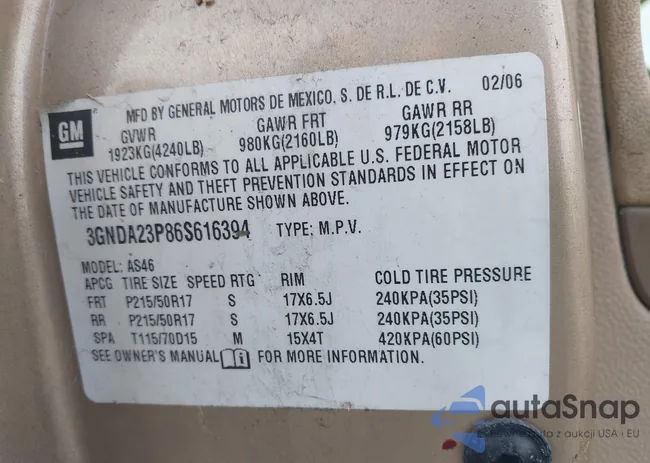 MFD BY GENERAL MOTORS DE MEXICO, S. DE R.L. DE C.V. 02/06
GM
GVWR GAWR FRT GAWR RR
1923KG(4240LB) 980KG(2160LB) 979KG(2158LB)
THIS VEHICLE CONFORMS TO ALL APPLICABLE U.S. FEDERAL MOTOR
VEHICLE SAFETY AND THEFT PREVENTION STANDARDS IN EFFECT ON
THE DATE OF MANUFACTURE SHOWN ABOVE.
3GNDA23P86S616394 TYPE: M.P.V.
MODEL: AS46
APCG TIRE SIZE SPEED RTG RIM COLD TIRE PRESSURE
FRT P215/50R17 S 17X6.5J 240KPA(35PSI)
RR P215/50R17 S 17X6.5J 240KPA(35PSI)
SPA T115/70D15 M 15X4T 420KPA(60PSI)
SEE OWNER'S MANUAL FOR MORE INFORMATION.
autaSnap
z aukcji USA i EU